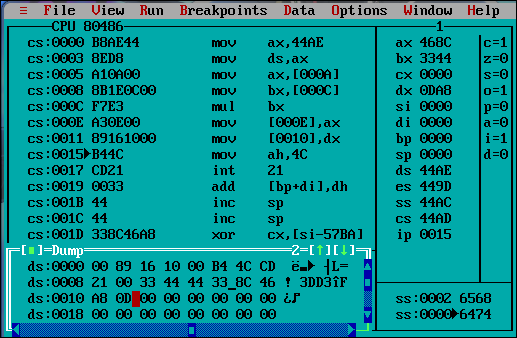 ≡ File View Run Breakpoints Data Options Window Help
CPU 80486 1
cs:0000 B8AE44 mov ax,44AE ax 468C c=1
cs:0003 8ED8 mov ds,ax bx 3344 z=0
cs:0005 A10A00 mov ax,[000A] cx 0000 s=0
cs:0008 8B1E0C00 mov bx,[000C] dx 0DA8 o=1
cs:000C F7E3 mul bx si 0000 p=0
cs:000E A30E00 mov [000E],ax di 0000 a=0
cs:0011 89161000 mov [0010],dx bp 0000 i=1
cs:0015►B44C mov ah,4C sp 0000 d=0
cs:0017 CD21 int 21 ds 44AE
cs:0019 0033 add [bp+di],dh es 449D
cs:001B 44 inc sp ss 44AC
cs:001C 44 inc sp cs 44AD
cs:001D 338C46A8 xor cx,[si-57BA] ip 0015
[■]=Dump 2=[↑][↓]
ds:0000 00 89 16 10 00 B4 4C CD ë▬► ┤L=
ds:0008 21 00 33 44 44 33 8C 46 ! 3DD3îF
ds:0010 A8 0D 00 00 00 00 00 00 ¿♪ ss:0002 6568
ds:0018 00 00 00 00 00 00 00 00 ss:0000►6474